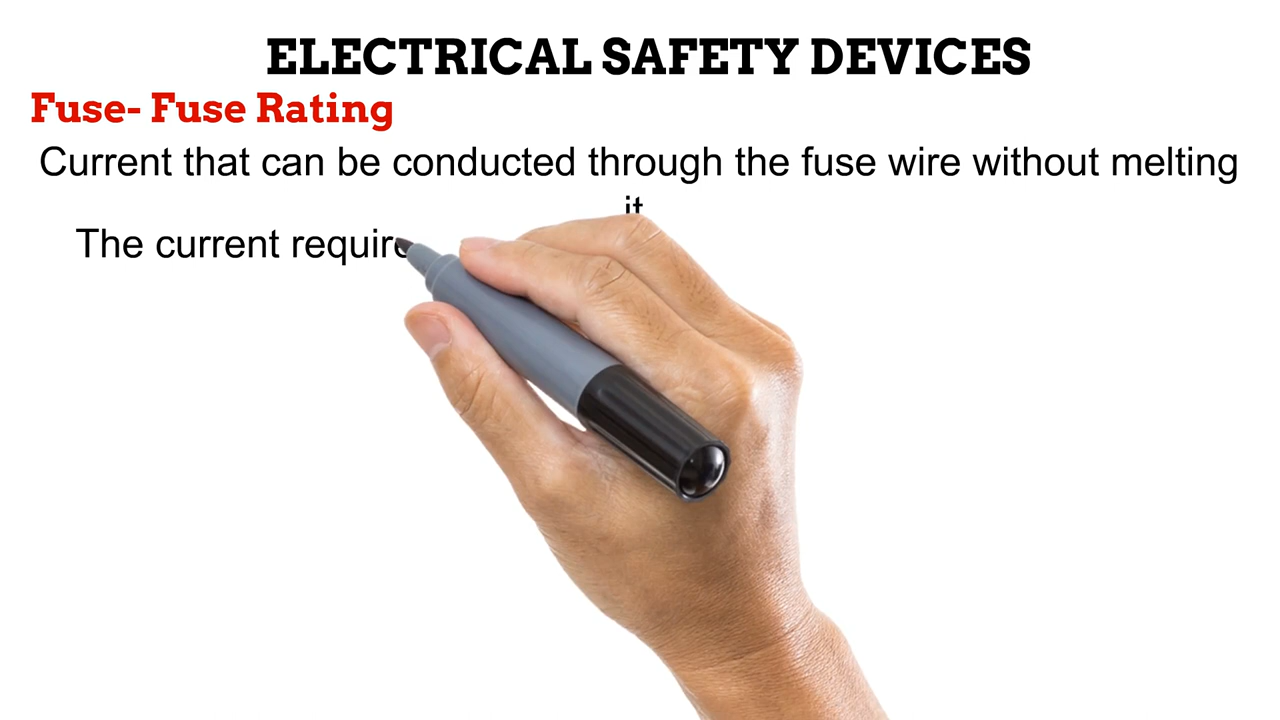 ELECTRICAL SAFETY DEVICES
Fuse- Fuse Rating
Current that can be conducted through the fuse wire without melting
it
The current require